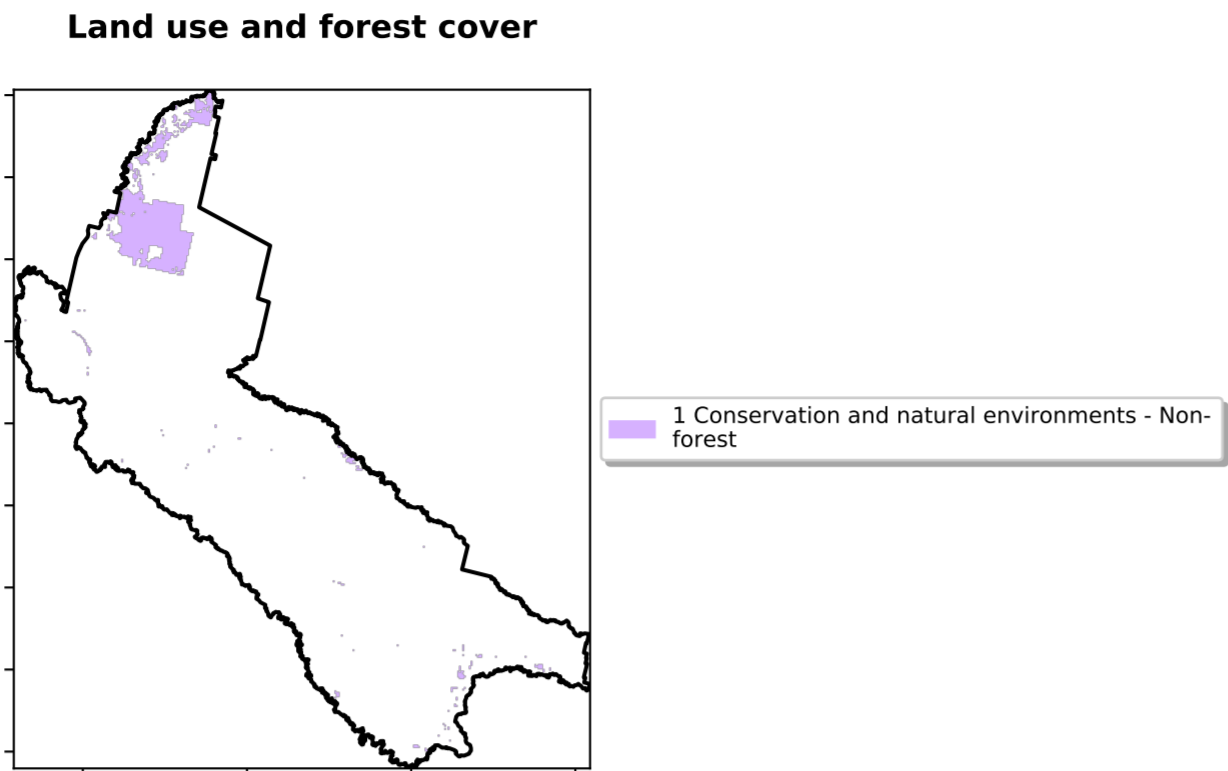 Land use and forest cover
1 Conservation and natural environments - Non-
forest